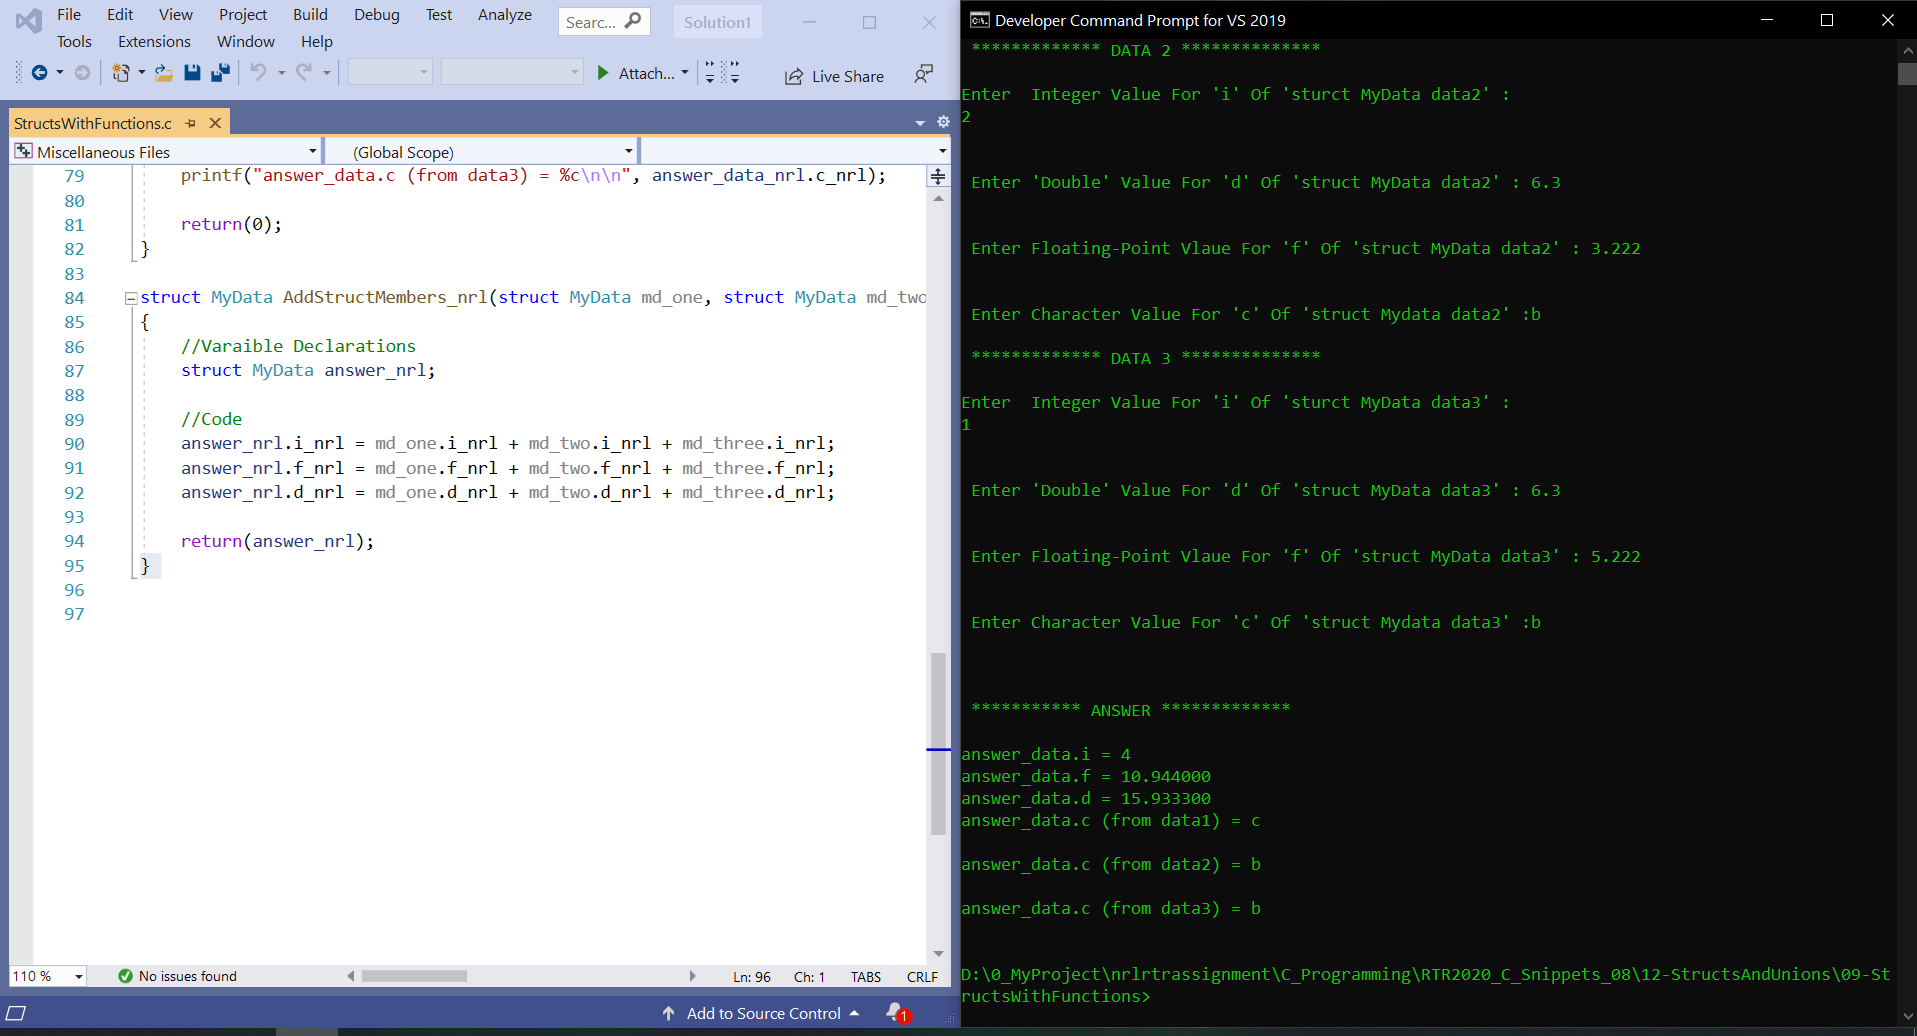 File Edit View Project Build Debug Test Analyze Searc... Solution1
Tools Extensions Window Help
Attach... Live Share
StructsWithFunctions.c
Miscellaneous Files (Global Scope)
79 printf("answer_data.c (from data3) = %c\n\n", answer_data_nrl.c_nrl);
80
81 return(0);
82 }
83
84 struct MyData AddStructMembers_nrl(struct MyData md_one, struct MyData md_two
85 {
86 //Varaible Declarations
87 struct MyData answer_nrl;
88
89 //Code
90 answer_nrl.i_nrl = md_one.i_nrl + md_two.i_nrl + md_three.i_nrl;
91 answer_nrl.f_nrl = md_one.f_nrl + md_two.f_nrl + md_three.f_nrl;
92 answer_nrl.d_nrl = md_one.d_nrl + md_two.d_nrl + md_three.d_nrl;
93
94 return(answer_nrl);
95 }
96
97
110 % No issues found Ln: 96 Ch: 1 TABS CRLF
Add to Source Control 1
Developer Command Prompt for VS 2019
************* DATA 2 **************
Enter  Integer Value For 'i' Of 'sturct MyData data2' :
2
Enter 'Double' Value For 'd' Of 'struct MyData data2' : 6.3
Enter Floating-Point Vlaue For 'f' Of 'struct MyData data2' : 3.222
Enter Character Value For 'c' Of 'struct Mydata data2' :b
************* DATA 3 **************
Enter  Integer Value For 'i' Of 'sturct MyData data3' :
1
Enter 'Double' Value For 'd' Of 'struct MyData data3' : 6.3
Enter Floating-Point Vlaue For 'f' Of 'struct MyData data3' : 5.222
Enter Character Value For 'c' Of 'struct Mydata data3' :b
*********** ANSWER *************
answer_data.i = 4
answer_data.f = 10.944000
answer_data.d = 15.933300
answer_data.c (from data1) = c
answer_data.c (from data2) = b
answer_data.c (from data3) = b
D:\0_MyProject\nrlrtrassignment\C_Programming\RTR2020_C_Snippets_08\12-StructsAndUnions\09-St
ructsWithFunctions>